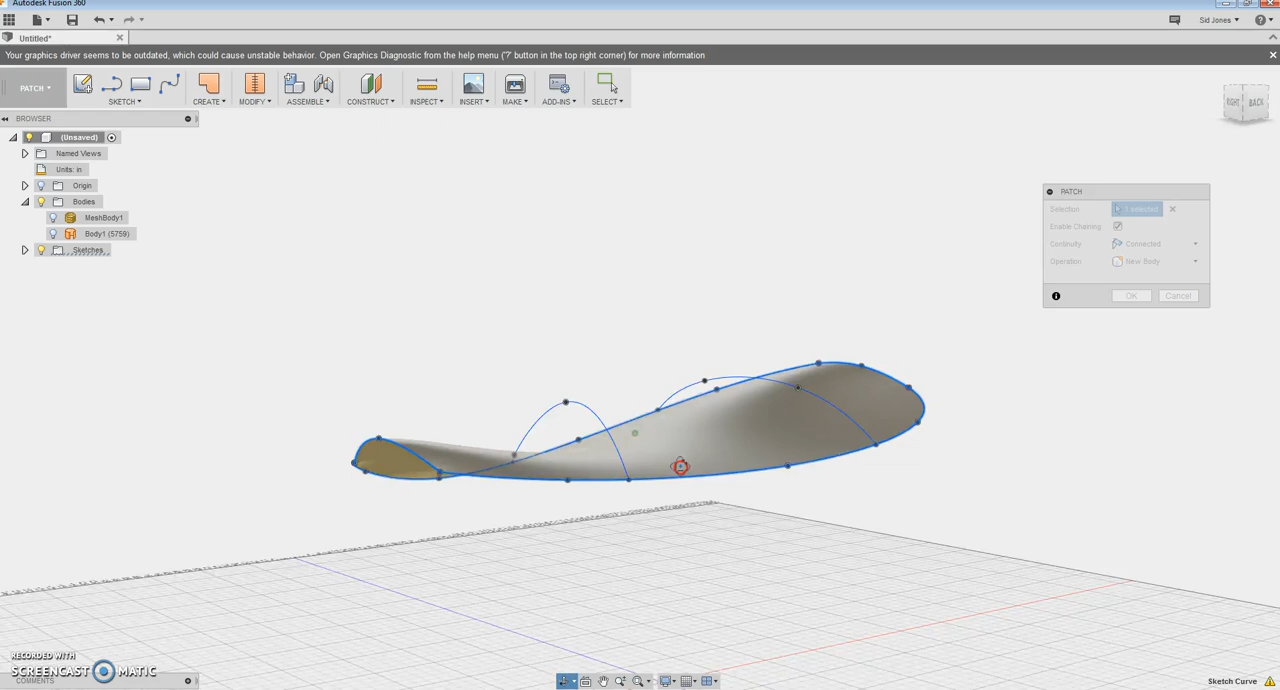 Autodesk Fusion 360
Sid Jones
Untitled*
Your graphics driver seems to be outdated, which could cause unstable behavior. Open Graphics Diagnostic from the help menu ('?' button in the top right corner) for more information
PATCH
SKETCH
CREATE
MODIFY
ASSEMBLE
CONSTRUCT
INSPECT
INSERT
MAKE
ADD-INS
SELECT
BROWSER
(Unsaved)
Named Views
Units: in
Origin
Bodies
MeshBody1
Body1 (5759)
Sketches
RIGHT
BACK
PATCH
Selection
1 selected
Enable Chaining
Continuity
Connected
Operation
New Body
OK
Cancel
RECORDED WITH
SCREENCAST MATIC
COMMENTS
Sketch Curve